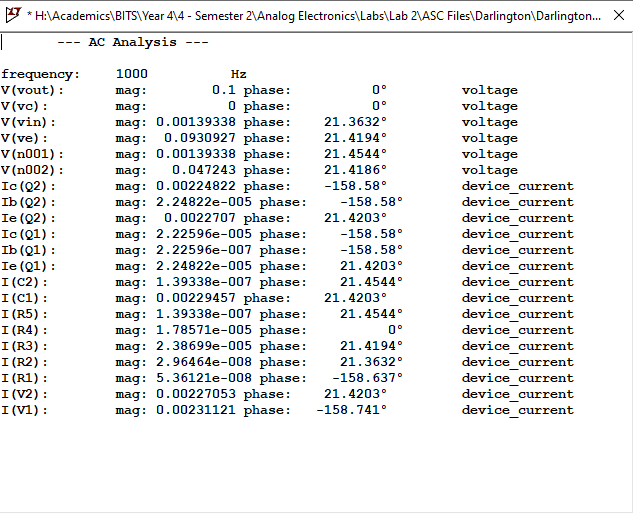 * H:\Academics\BITS\Year 4\4 - Semester 2\Analog Electronics\Labs\Lab 2\ASC Files\Darlington\Darlington...
--- AC Analysis ---
frequency: 1000 Hz
V(vout): mag: 0.1 phase: 0° voltage
V(vc): mag: 0 phase: 0° voltage
V(vin): mag: 0.00139338 phase: 21.3632° voltage
V(ve): mag: 0.0930927 phase: 21.4194° voltage
V(n001): mag: 0.00139338 phase: 21.4544° voltage
V(n002): mag: 0.047243 phase: 21.4186° voltage
Ic(Q2): mag: 0.00224822 phase: -158.58° device_current
Ib(Q2): mag: 2.24822e-005 phase: -158.58° device_current
Ie(Q2): mag: 0.0022707 phase: 21.4203° device_current
Ic(Q1): mag: 2.22596e-005 phase: -158.58° device_current
Ib(Q1): mag: 2.22596e-007 phase: -158.58° device_current
Ie(Q1): mag: 2.24822e-005 phase: 21.4203° device_current
I(C2): mag: 1.39338e-007 phase: 21.4544° device_current
I(C1): mag: 0.00229457 phase: 21.4203° device_current
I(R5): mag: 1.39338e-007 phase: 21.4544° device_current
I(R4): mag: 1.78571e-005 phase: 0° device_current
I(R3): mag: 2.38699e-005 phase: 21.4194° device_current
I(R2): mag: 2.96464e-008 phase: 21.3632° device_current
I(R1): mag: 5.36121e-008 phase: -158.637° device_current
I(V2): mag: 0.00227053 phase: 21.4203° device_current
I(V1): mag: 0.00231121 phase: -158.741° device_current